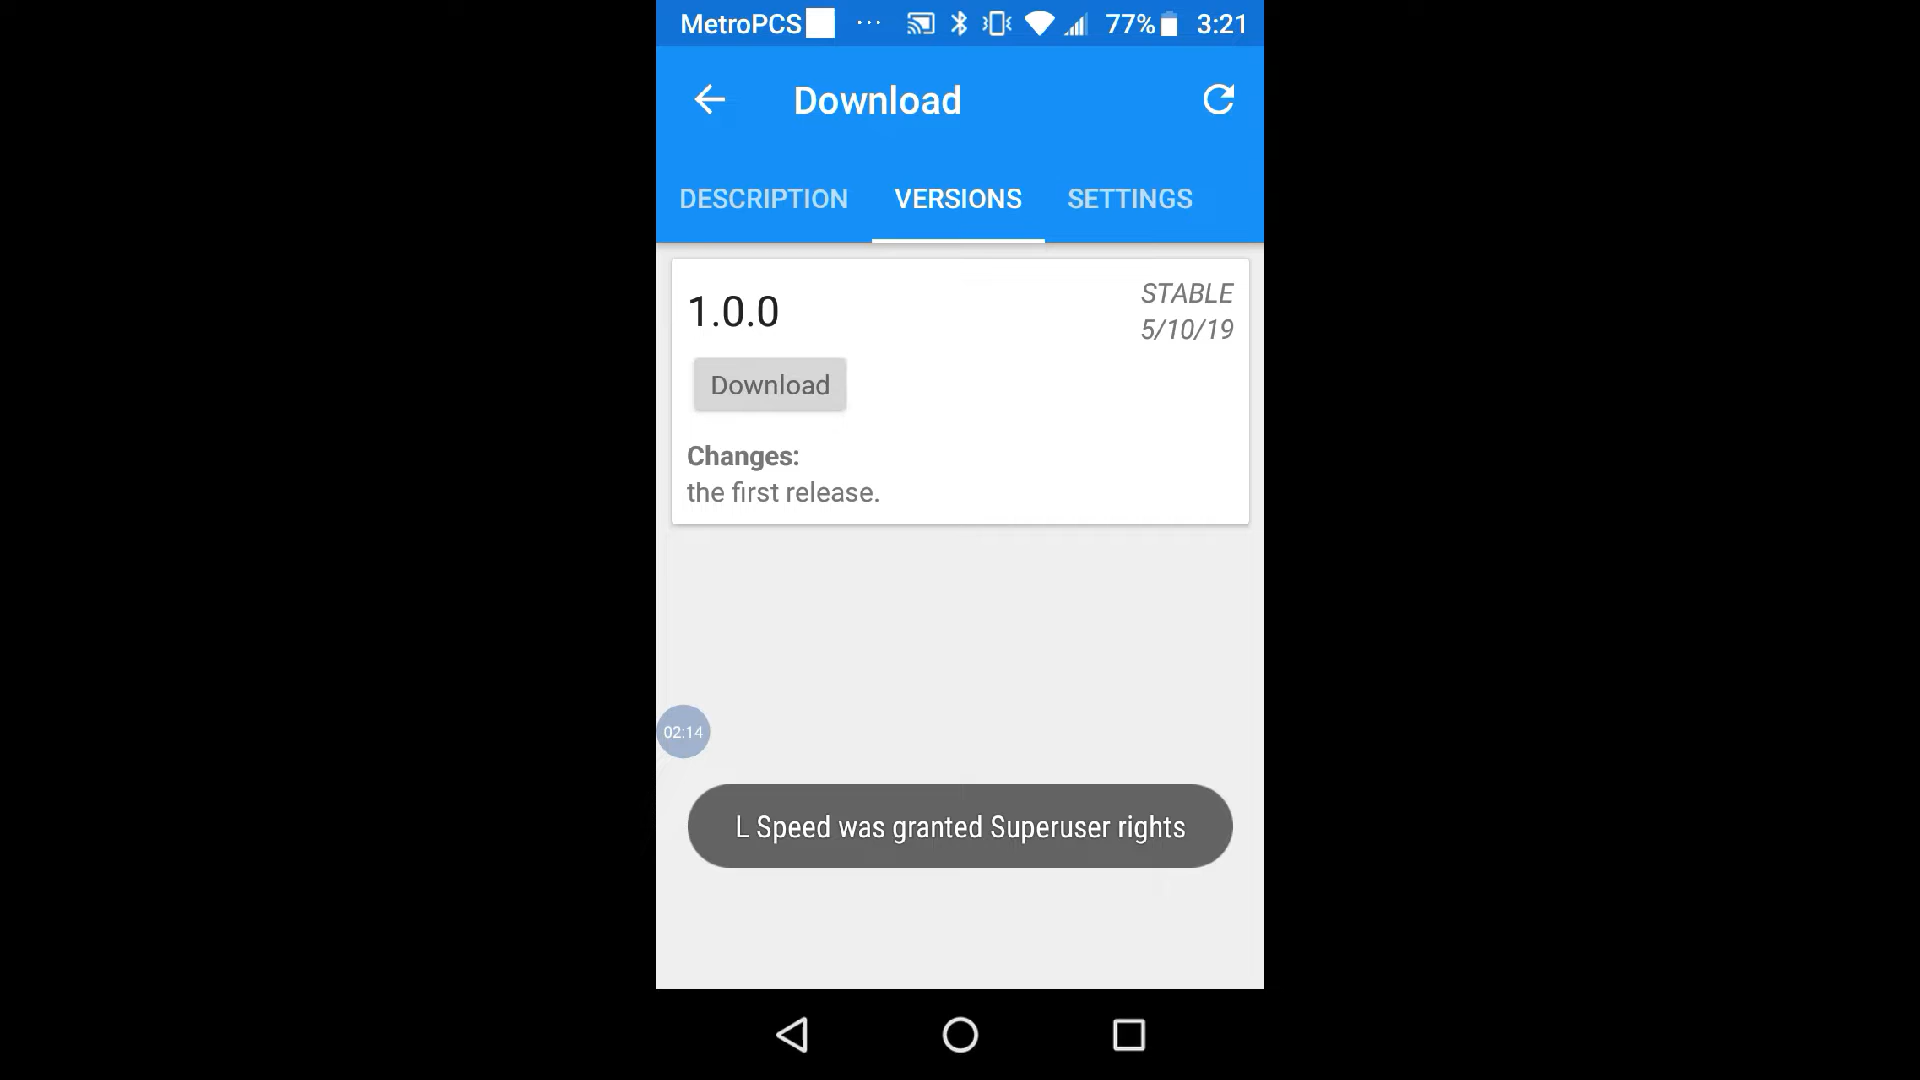 MetroPCS ... 77% 3:21
Download
DESCRIPTION VERSIONS SETTINGS
1.0.0
STABLE
5/10/19
Download
Changes:
the first release.
02:14
L Speed was granted Superuser rights